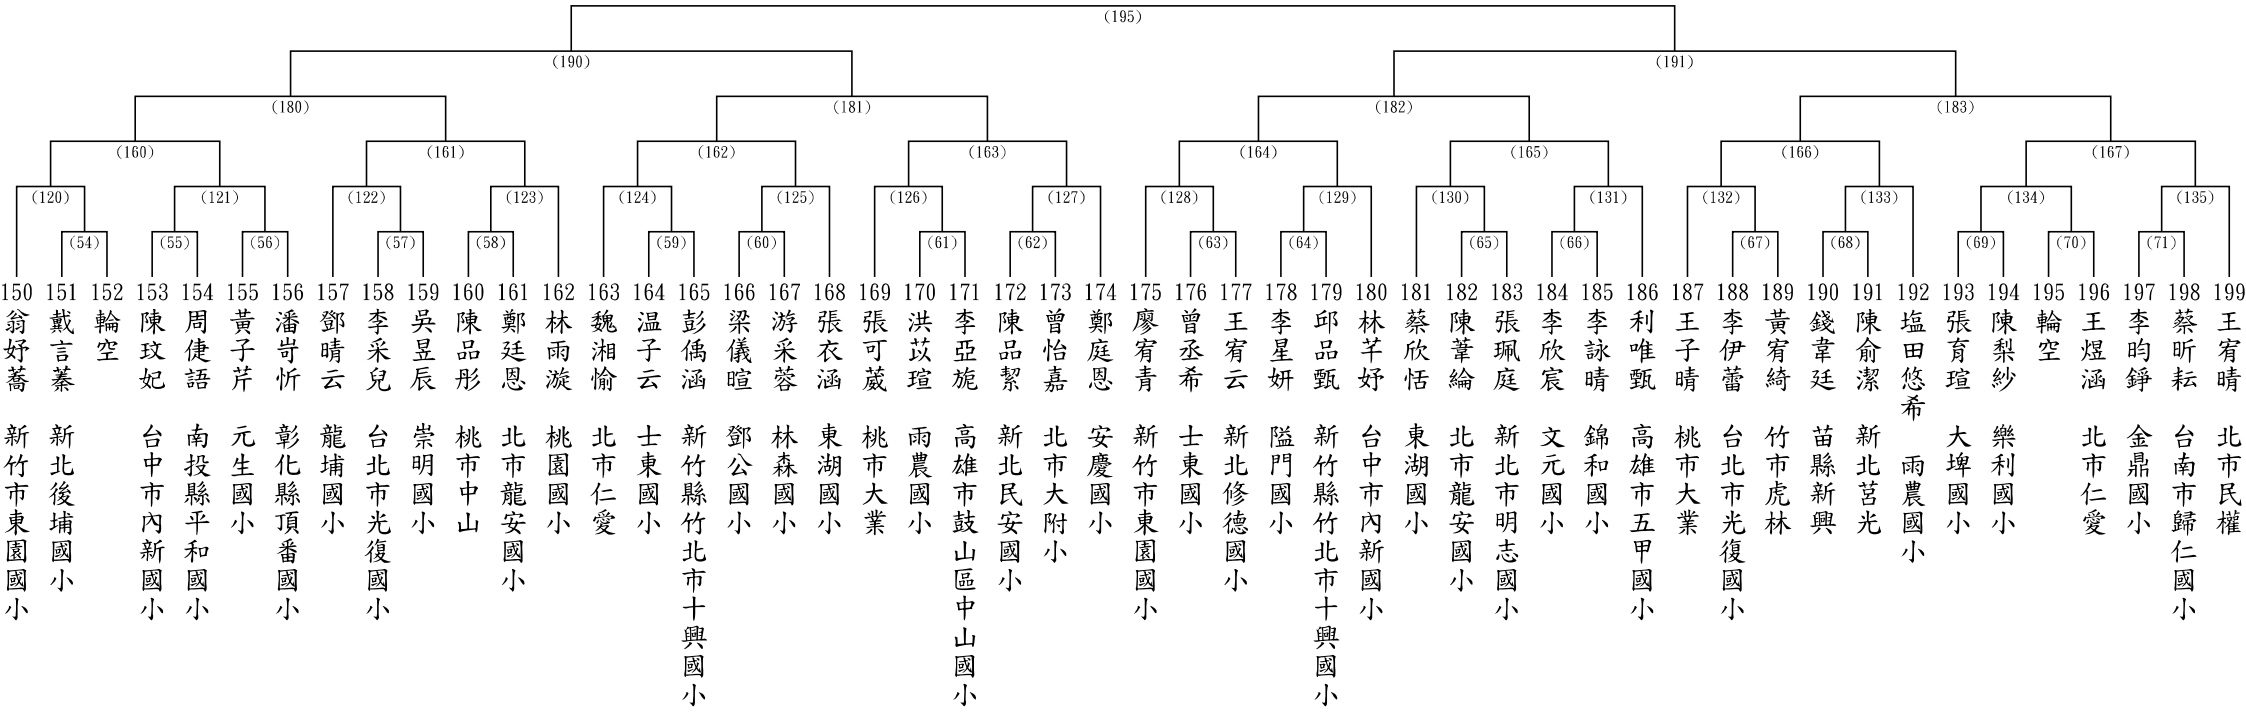 (195)
(190) (191)
(180) (181) (182) (183)
(160) (161) (162) (163) (164) (165) (166) (167)
(120) (121) (122) (123) (124) (125) (126) (127) (128) (129) (130) (131) (132) (133) (134) (135)
(54) (55) (56) (57) (58) (59) (60) (61) (62) (63) (64) (65) (66) (67) (68) (69) (70) (71)
150 翁妤蕎 新竹市東園國小
151 戴言蓁 新北後埔國小
152 輪空
153 陳玟妃 台中市內新國小
154 周倢語 南投縣平和國小
155 黃子芹 元生國小
156 潘岢忻 彰化縣頂番國小
157 鄧晴云 龍埔國小
158 李采兒 台北市光復國小
159 吳昱辰 崇明國小
160 陳品彤 桃市中山
161 鄭廷恩 北市龍安國小
162 林雨漩 桃園國小
163 魏湘愉 北市仁愛
164 温子云 士東國小
165 彭偊涵 新竹縣竹北市十興國小
166 梁儀暄 鄧公國小
167 游采蓉 林森國小
168 張衣涵 東湖國小
169 張可葳 桃市大業
170 洪苡瑄 雨農國小
171 李亞旎 高雄市鼓山區中山國小
172 陳品絜 新北民安國小
173 曾怡嘉 北市大附小
174 鄭庭恩 安慶國小
175 廖宥青 新竹市東園國小
176 曾丞希 士東國小
177 王宥云 新北修德國小
178 李星妍 隘門國小
179 邱品甄 新竹縣竹北市十興國小
180 林芊妤 台中市內新國小
181 蔡欣恬 東湖國小
182 陳葦綸 北市龍安國小
183 張珮庭 新北市明志國小
184 李欣宸 文元國小
185 李詠晴 錦和國小
186 利唯甄 高雄市五甲國小
187 王子晴 桃市大業
188 李伊蕾 台北市光復國小
189 黃宥綺 竹市虎林
190 錢韋廷 苗縣新興
191 陳俞潔 新北莒光
192 塩田悠希 雨農國小
193 張育瑄 大埤國小
194 陳梨紗 樂利國小
195 輪空
196 王煜涵 北市仁愛
197 李昀錚 金鼎國小
198 蔡昕耘 台南市歸仁國小
199 王宥晴 北市民權